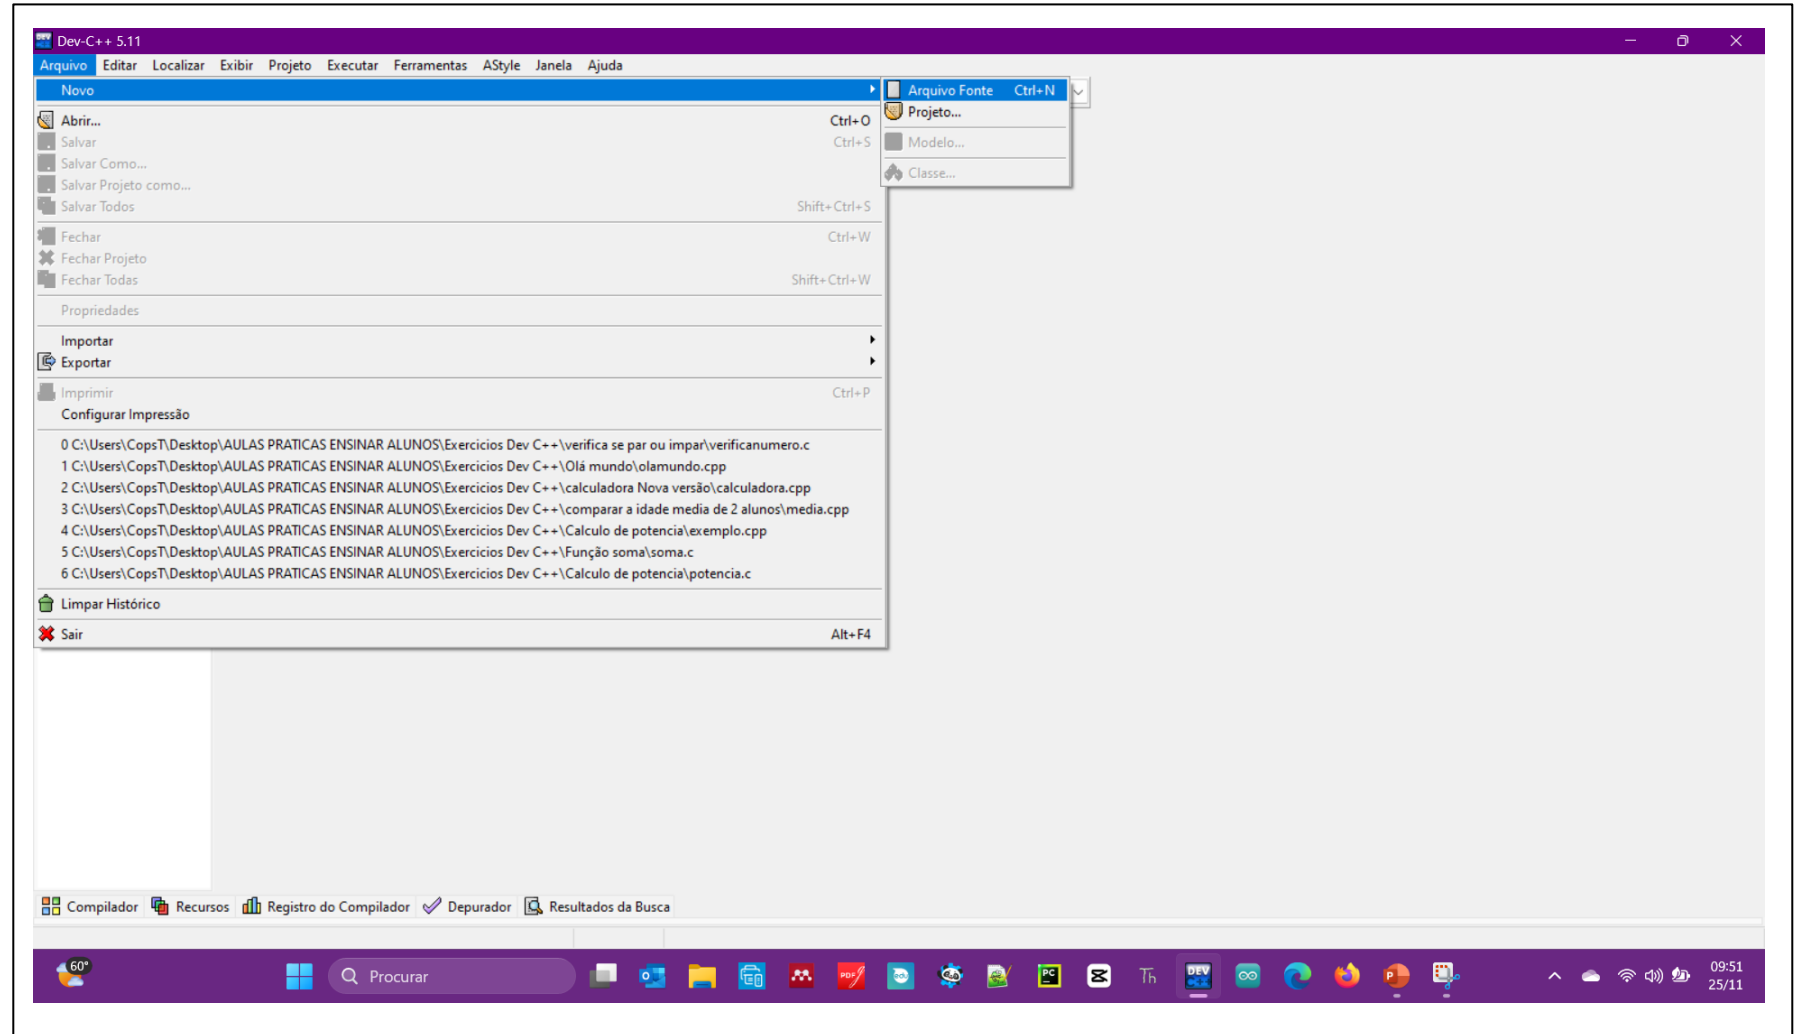 Dev-C++ 5.11
Arquivo Editar Localizar Exibir Projeto Executar Ferramentas AStyle Janela Ajuda
Novo
Arquivo Fonte Ctrl+N
Projeto...
Modelo...
Classe...
Abrir... Ctrl+O
Salvar Ctrl+S
Salvar Como...
Salvar Projeto como...
Salvar Todos Shift+Ctrl+S
Fechar Ctrl+W
Fechar Projeto
Fechar Todas Shift+Ctrl+W
Propriedades
Importar
Exportar
Imprimir Ctrl+P
Configurar Impressão
0 C:\Users\CopsT\Desktop\AULAS PRATICAS ENSINAR ALUNOS\Exercicios Dev C++\verifica se par ou impar\verificanumero.c
1 C:\Users\CopsT\Desktop\AULAS PRATICAS ENSINAR ALUNOS\Exercicios Dev C++\Olá mundo\olamundo.cpp
2 C:\Users\CopsT\Desktop\AULAS PRATICAS ENSINAR ALUNOS\Exercicios Dev C++\calculadora Nova versão\calculadora.cpp
3 C:\Users\CopsT\Desktop\AULAS PRATICAS ENSINAR ALUNOS\Exercicios Dev C++\comparar a idade media de 2 alunos\media.cpp
4 C:\Users\CopsT\Desktop\AULAS PRATICAS ENSINAR ALUNOS\Exercicios Dev C++\Calculo de potencia\exemplo.cpp
5 C:\Users\CopsT\Desktop\AULAS PRATICAS ENSINAR ALUNOS\Exercicios Dev C++\Função soma\soma.c
6 C:\Users\CopsT\Desktop\AULAS PRATICAS ENSINAR ALUNOS\Exercicios Dev C++\Calculo de potencia\potencia.c
Limpar Histórico
Sair Alt+F4
Compilador Recursos Registro do Compilador Depurador Resultados da Busca
60°
Procurar
PDF
edu
PC
Th
DEV
P
09:51
25/11